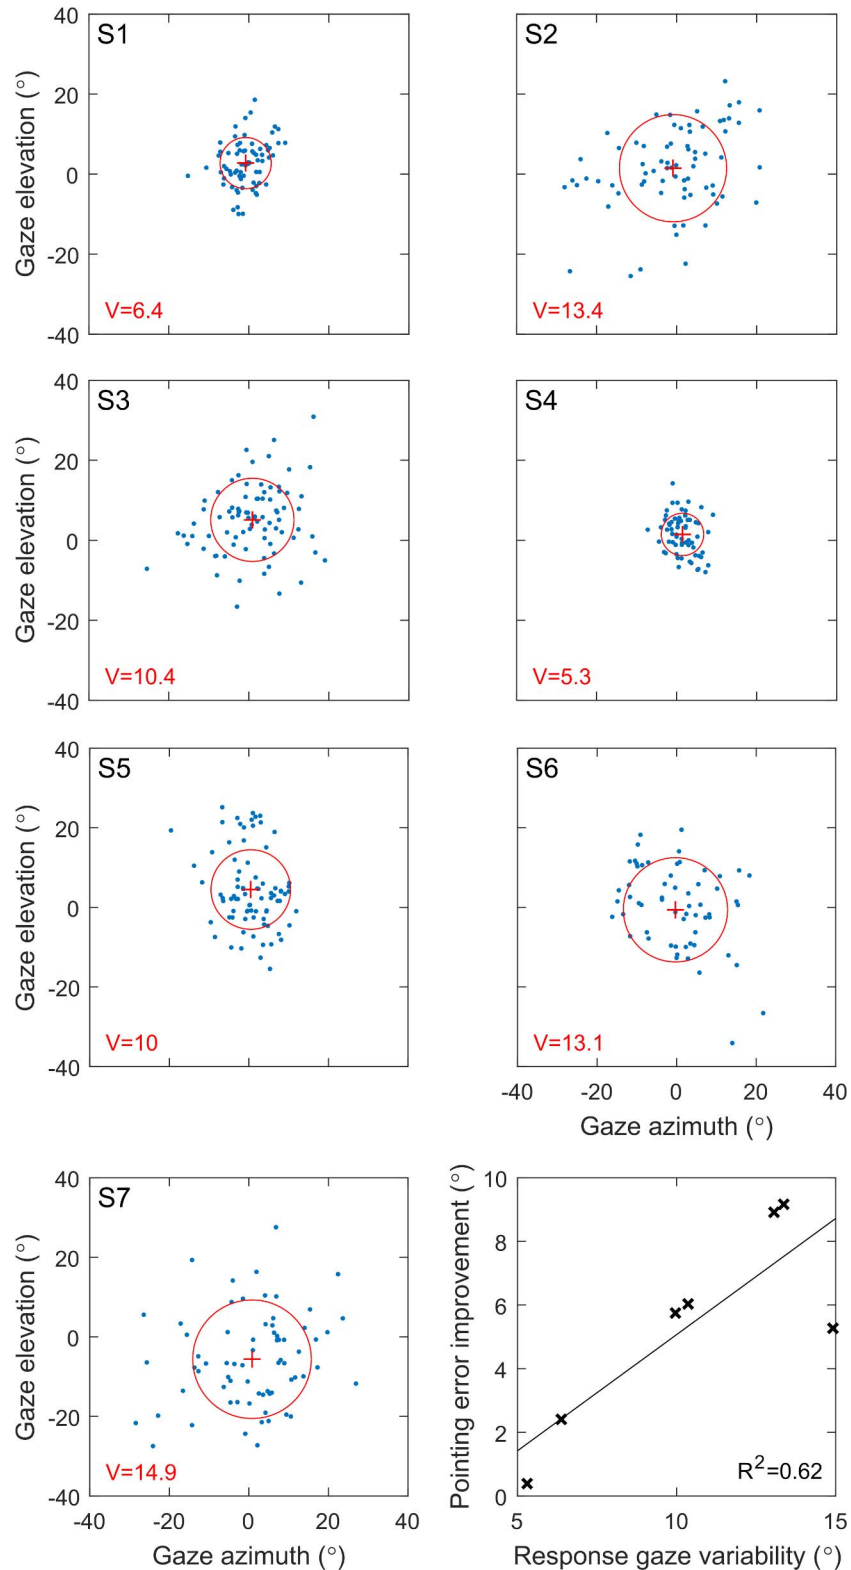 S1
40
20
0
-20
-40
Gaze elevation (°)
V=6.4
S2
V=13.4
S3
40
20
0
-20
-40
Gaze elevation (°)
V=10.4
S4
V=5.3
S5
40
20
0
-20
-40
Gaze elevation (°)
V=10
S6
V=13.1
-40 -20 0 20 40
Gaze azimuth (°)
S7
40
20
0
-20
-40
Gaze elevation (°)
V=14.9
-40 -20 0 20 40
Gaze azimuth (°)
10
8
6
4
2
0
Pointing error improvement (°)
R²=0.62
5 10 15
Response gaze variability (°)